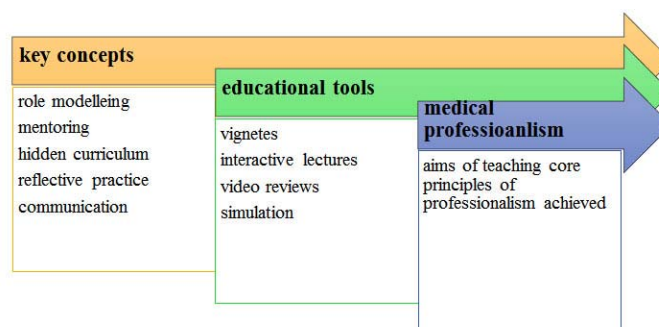 key concepts
role modelleing
mentoring
hidden curriculum
reflective practice
communication
educational tools
vignetes
interactive lectures
video reviews
simulation
medical
professioanlism
aims of teaching core
principles of
professionalism achieved